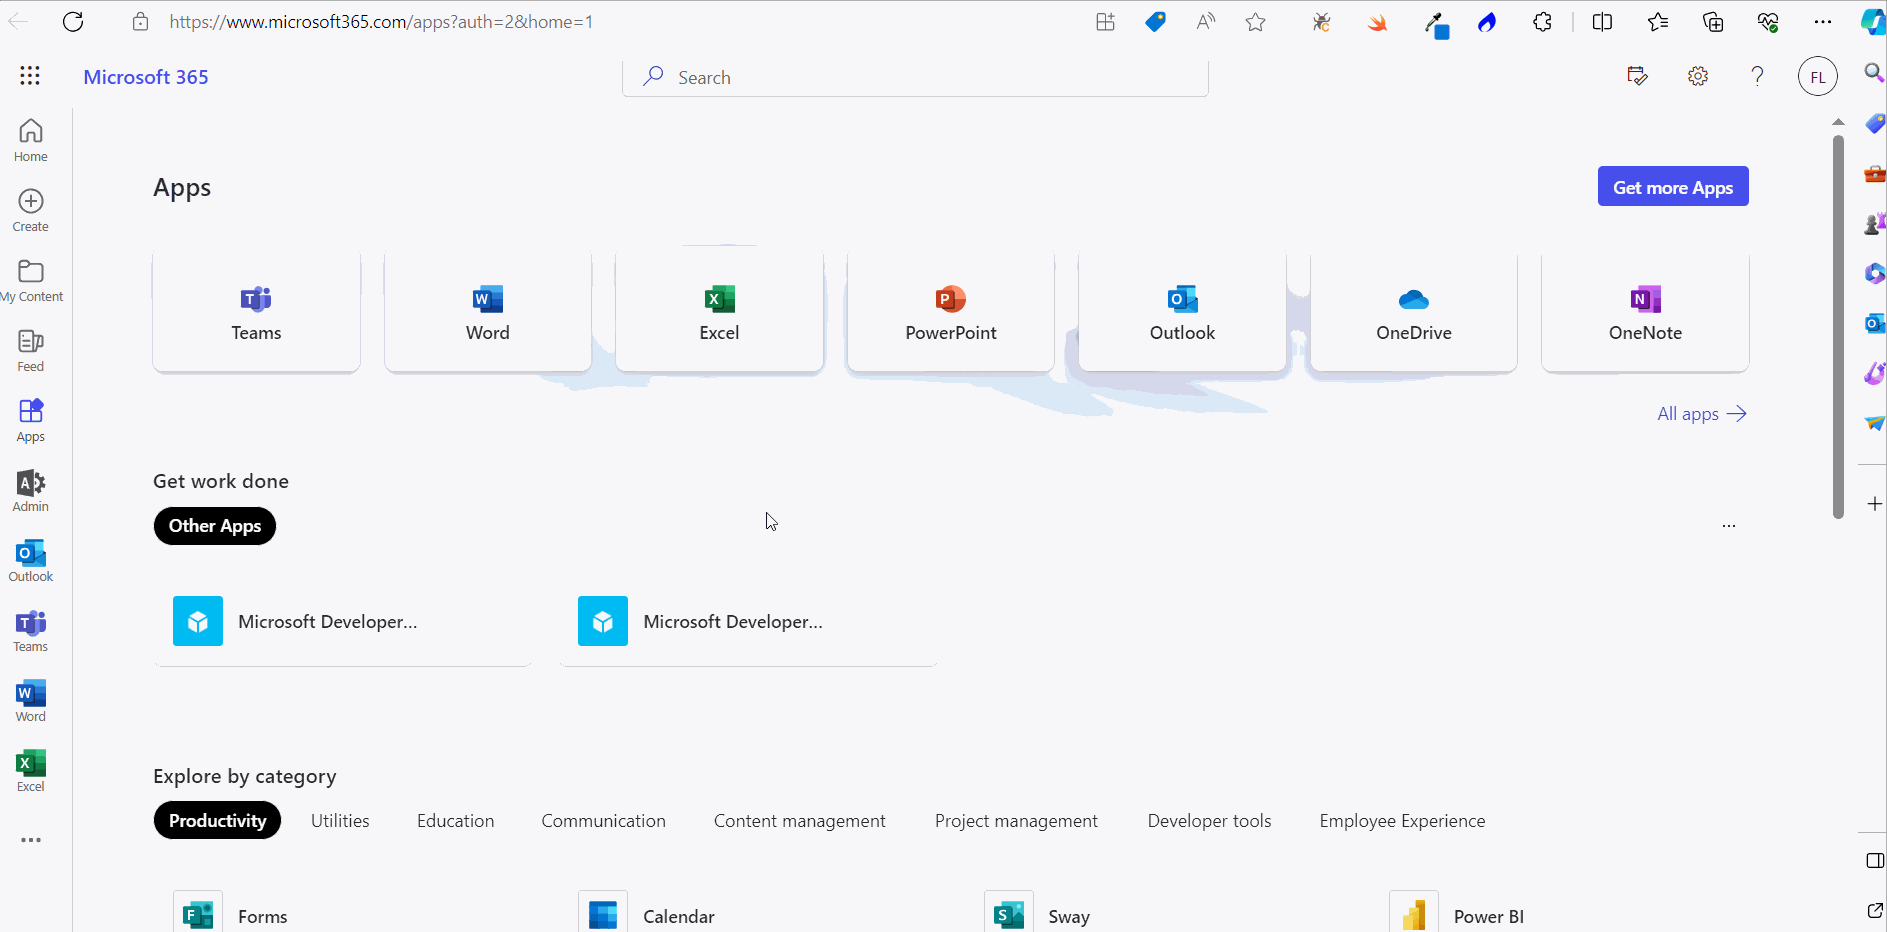 https://www.microsoft365.com/apps?auth=2&home=1
Microsoft 365
Search
FL
Home
Create
My Content
Feed
Apps
Admin
Outlook
Teams
Word
Excel
Apps
Get more Apps
Teams
Word
Excel
PowerPoint
Outlook
OneDrive
OneNote
All apps
Get work done
Other Apps
Microsoft Developer...
Microsoft Developer...
Explore by category
Productivity
Utilities
Education
Communication
Content management
Project management
Developer tools
Employee Experience
Forms
Calendar
Sway
Power BI